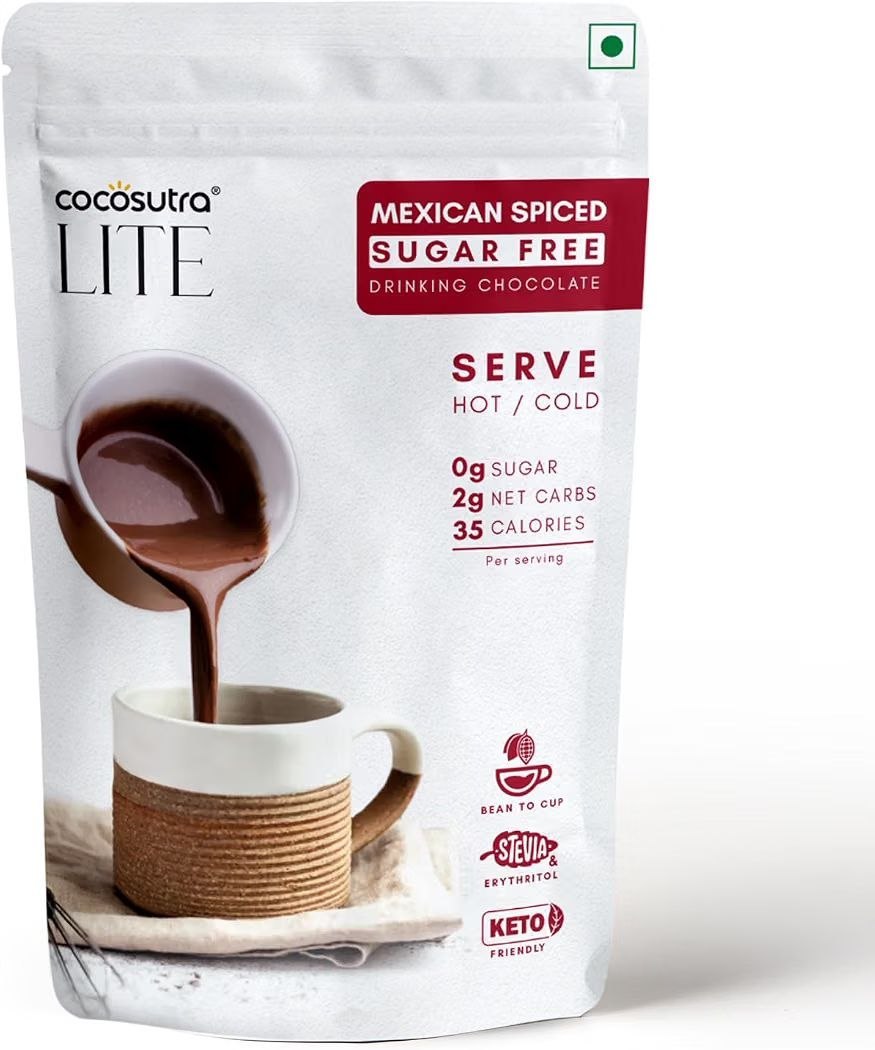 cocosutra®
LITE
MEXICAN SPICED
SUGAR FREE
DRINKING CHOCOLATE
SERVE
HOT / COLD
0g SUGAR
2g NET CARBS
35 CALORIES
Per serving
BEAN TO CUP
STEVIA
&
ERYTHRITOL
KETO
FRIENDLY